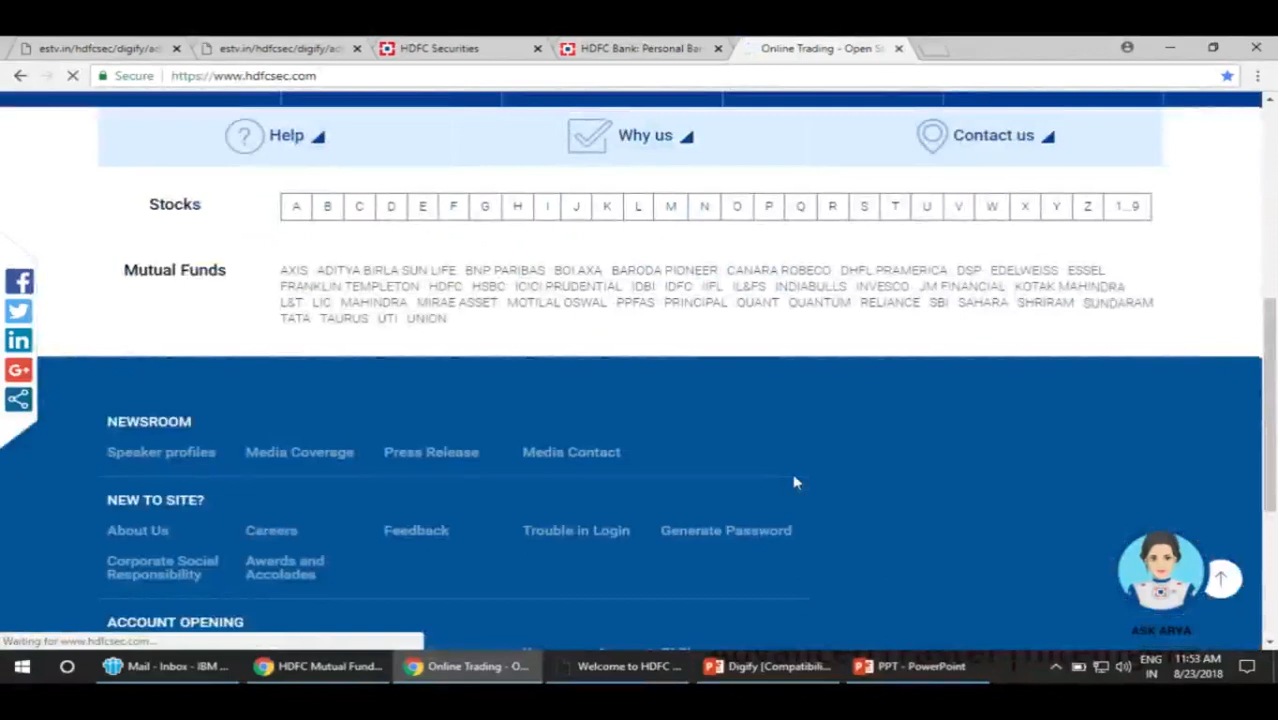 estv.in/hdfcsec/digify/a
estv.in/hdfcsec/digify/a
HDFC Securities
HDFC Bank: Personal Ba
Online Trading - Open S
Secure
https://www.hdfcsec.com
Help
Why us
Contact us
Stocks
A B C D E F G H I J K L M N O P Q R S T U V W X Y Z 1...9
Mutual Funds
AXIS ADITYA BIRLA SUN LIFE BNP PARIBAS BOI AXA BARODA PIONEER CANARA ROBECO DHFL PRAMERICA DSP EDELWEISS ESSEL
FRANKLIN TEMPLETON HDFC HSBC ICICI PRUDENTIAL IDBI IDFC IIFL IL&FS INDIABULLS INVESCO JM FINANCIAL KOTAK MAHINDRA
L&T LIC MAHINDRA MIRAE ASSET MOTILAL OSWAL PPFAS PRINCIPAL QUANT QUANTUM RELIANCE SBI SAHARA SHRIRAM SUNDARAM
TATA TAURUS UTI UNION
NEWSROOM
Speaker profiles Media Coverage Press Release Media Contact
NEW TO SITE?
About Us Careers Feedback Trouble in Login Generate Password
Corporate Social Responsibility
Awards and Accolades
ACCOUNT OPENING
ASK ARYA
Waiting for www.hdfcsec.com...
Mail - Inbox - IBM ...
HDFC Mutual Fund...
Online Trading - O...
Welcome to HDFC ...
Digify [Compatibili...
PPT - PowerPoint
ENG
IN
11:53 AM
8/23/2018